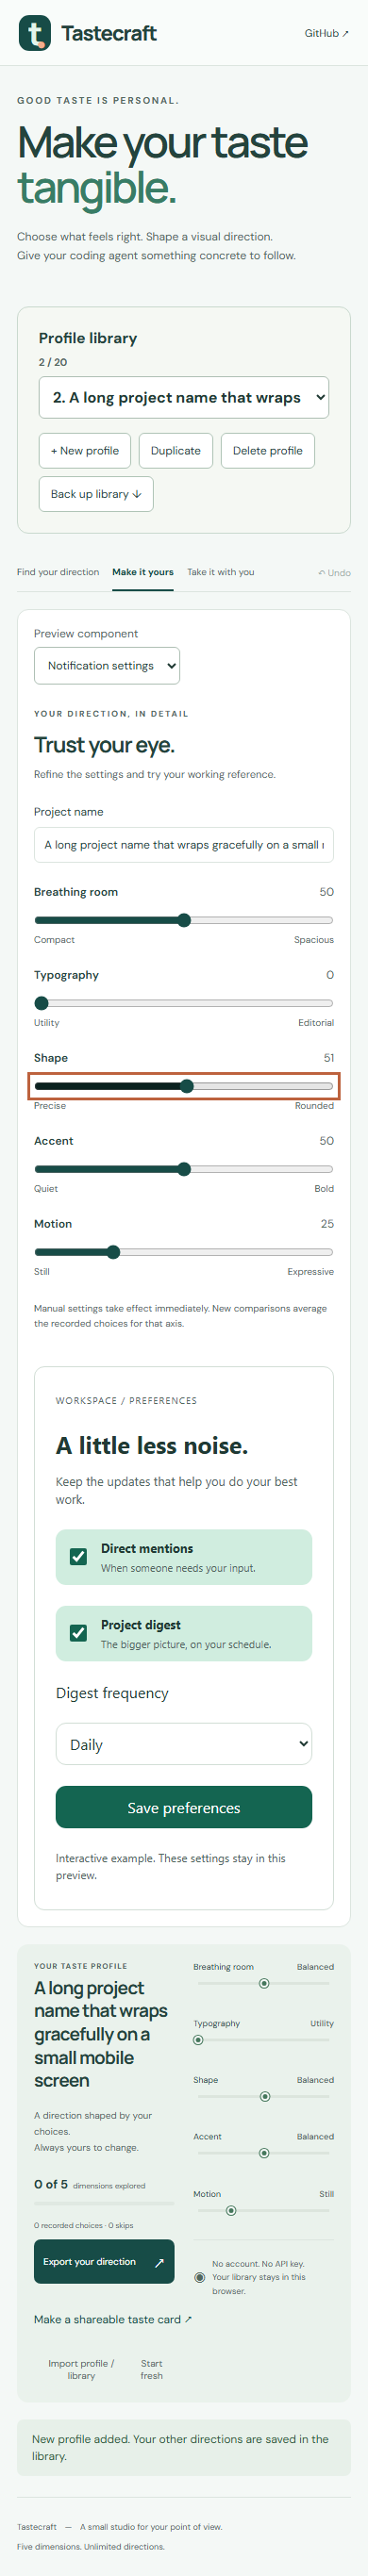 t Tastecraft
GitHub ↗
GOOD TASTE IS PERSONAL.
Make your taste
tangible.
Choose what feels right. Shape a visual direction.
Give your coding agent something concrete to follow.
Profile library
2 / 20
2. A long project name that wraps
+ New profile
Duplicate
Delete profile
Back up library ↓
Find your direction
Make it yours
Take it with you
↶ Undo
Preview component
Notification settings
YOUR DIRECTION, IN DETAIL
Trust your eye.
Refine the settings and try your working reference.
Project name
A long project name that wraps gracefully on a small
Breathing room 50
Compact Spacious
Typography 0
Utility Editorial
Shape 51
Precise Rounded
Accent 50
Quiet Bold
Motion 25
Still Expressive
Manual settings take effect immediately. New comparisons average
the recorded choices for that axis.
WORKSPACE / PREFERENCES
A little less noise.
Keep the updates that help you do your best
work.
Direct mentions
When someone needs your input.
Project digest
The bigger picture, on your schedule.
Digest frequency
Daily
Save preferences
Interactive example. These settings stay in this
preview.
YOUR TASTE PROFILE
A long project
name that wraps
gracefully on a
small mobile
screen
A direction shaped by your
choices.
Always yours to change.
0 of 5 dimensions explored
0 recorded choices · 0 skips
Export your direction ↗
Make a shareable taste card ↗
Import profile /
library
Start
fresh
Breathing room Balanced
Typography Utility
Shape Balanced
Accent Balanced
Motion Still
No account. No API key.
Your library stays in this
browser.
New profile added. Your other directions are saved in the
library.
Tastecraft — A small studio for your point of view.
Five dimensions. Unlimited directions.